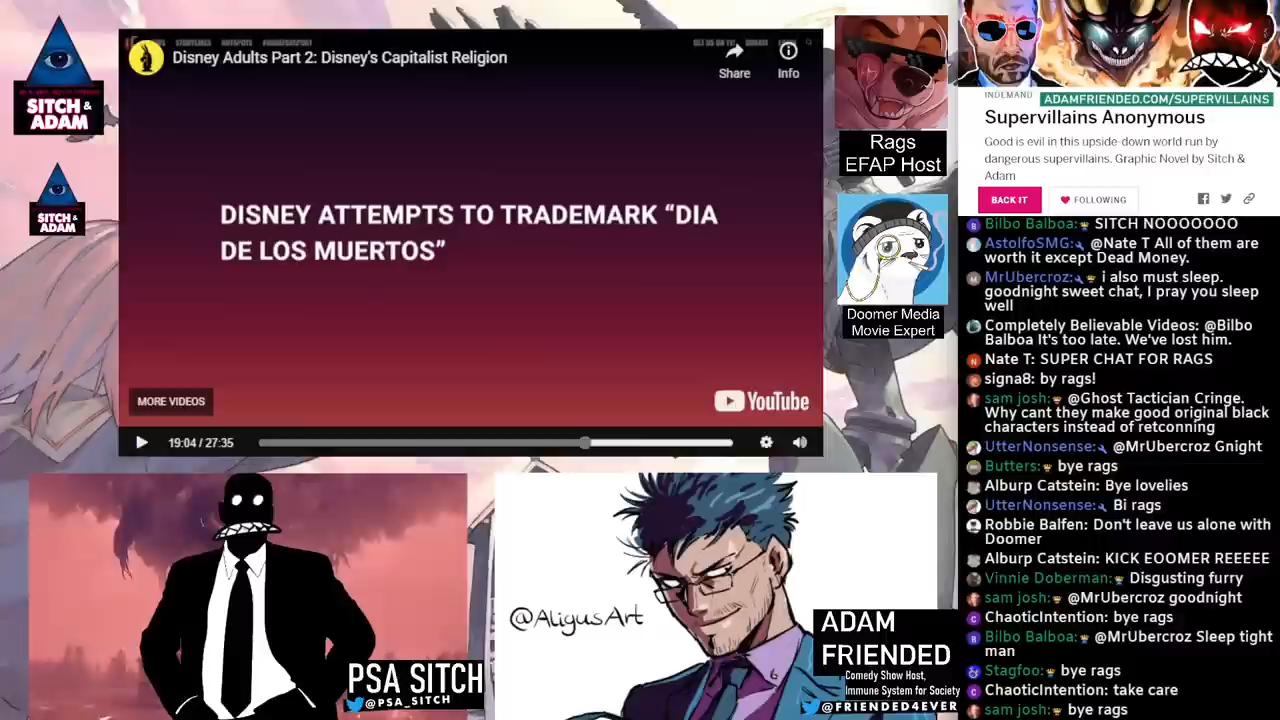 SITCH &
ADAM
SITCH &
ADAM
Disney Adults Part 2: Disney's Capitalist Religion
Share
Info
DISNEY ATTEMPTS TO TRADEMARK “DIA
DE LOS MUERTOS”
MORE VIDEOS
YouTube
19:04 / 27:35
Rags
EFAP Host
Doomer Media
Movie Expert
INDEMAND
ADAMFRIENDED.COM/SUPERVILLAINS
Supervillains Anonymous
Good is evil in this upside-down world run by
dangerous supervillains. Graphic Novel by Sitch &
Adam
BACK IT
FOLLOWING
Bilbo Balboa: SITCH NOOOOOOO
AstolfoSMG: @Nate T All of them are
worth it except Dead Money.
MrUbercroz: i also must sleep.
goodnight sweet chat, I pray you sleep
well
Completely Believable Videos: @Bilbo
Balboa It's too late. We've lost him.
Nate T: SUPER CHAT FOR RAGS
signa8: by rags!
sam josh: @Ghost Tactician Cringe.
Why cant they make good original black
characters instead of retconning
UtterNonsense: @MrUbercroz Gnight
Butters: bye rags
Alburp Catstein: Bye lovelies
UtterNonsense: Bi rags
Robbie Balfen: Don't leave us alone with
Doomer
Alburp Catstein: KICK EOOMER REEEEE
Vinnie Doberman: Disgusting furry
sam josh: @MrUbercroz goodnight
ChaoticIntention: bye rags
Bilbo Balboa: @MrUbercroz Sleep tight
man
Stagfoo: bye rags
ChaoticIntention: take care
sam josh: bye rags
PSA SITCH
@PSA_SITCH
@AligusArt
ADAM
FRIENDED
Comedy Show Host,
Immune System for Society
@FRIENDED4EVER